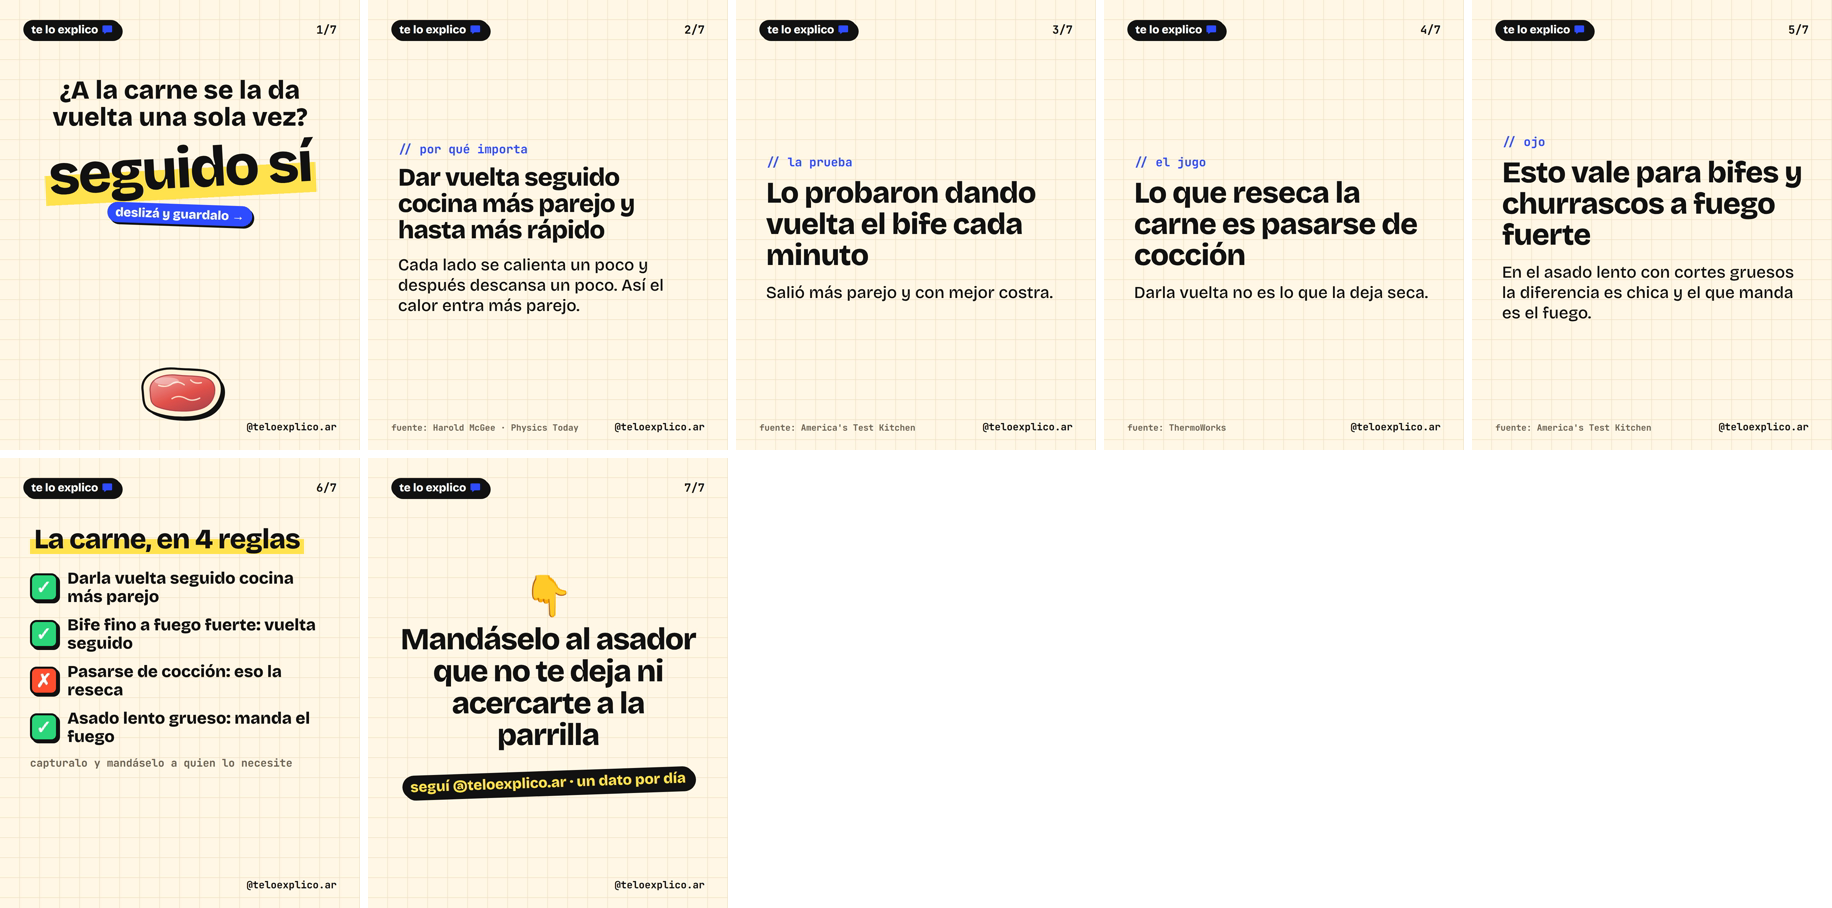 te lo explico
1/7
¿A la carne se la da
vuelta una sola vez?
seguido sí
deslizá y guardalo →
@teloexplico.ar
te lo explico
2/7
// por qué importa
Dar vuelta seguido
cocina más parejo y
hasta más rápido
Cada lado se calienta un poco y
después descansa un poco. Así el
calor entra más parejo.
fuente: Harold McGee · Physics Today
@teloexplico.ar
te lo explico
3/7
// la prueba
Lo probaron dando
vuelta el bife cada
minuto
Salió más parejo y con mejor costra.
fuente: America's Test Kitchen
@teloexplico.ar
te lo explico
4/7
// el jugo
Lo que reseca la
carne es pasarse de
cocción
Darla vuelta no es lo que la deja seca.
fuente: ThermoWorks
@teloexplico.ar
te lo explico
5/7
// ojo
Esto vale para bifes y
churrascos a fuego
fuerte
En el asado lento con cortes gruesos
la diferencia es chica y el que manda
es el fuego.
fuente: America's Test Kitchen
@teloexplico.ar
te lo explico
6/7
La carne, en 4 reglas
✓ Darla vuelta seguido cocina
más parejo
✓ Bife fino a fuego fuerte: vuelta
seguido
✗ Pasarse de cocción: eso la
reseca
✓ Asado lento grueso: manda el
fuego
capturalo y mandáselo a quien lo necesite
@teloexplico.ar
te lo explico
7/7
Mandáselo al asador
que no te deja ni
acercarte a la
parrilla
seguí @teloexplico.ar · un dato por día
@teloexplico.ar